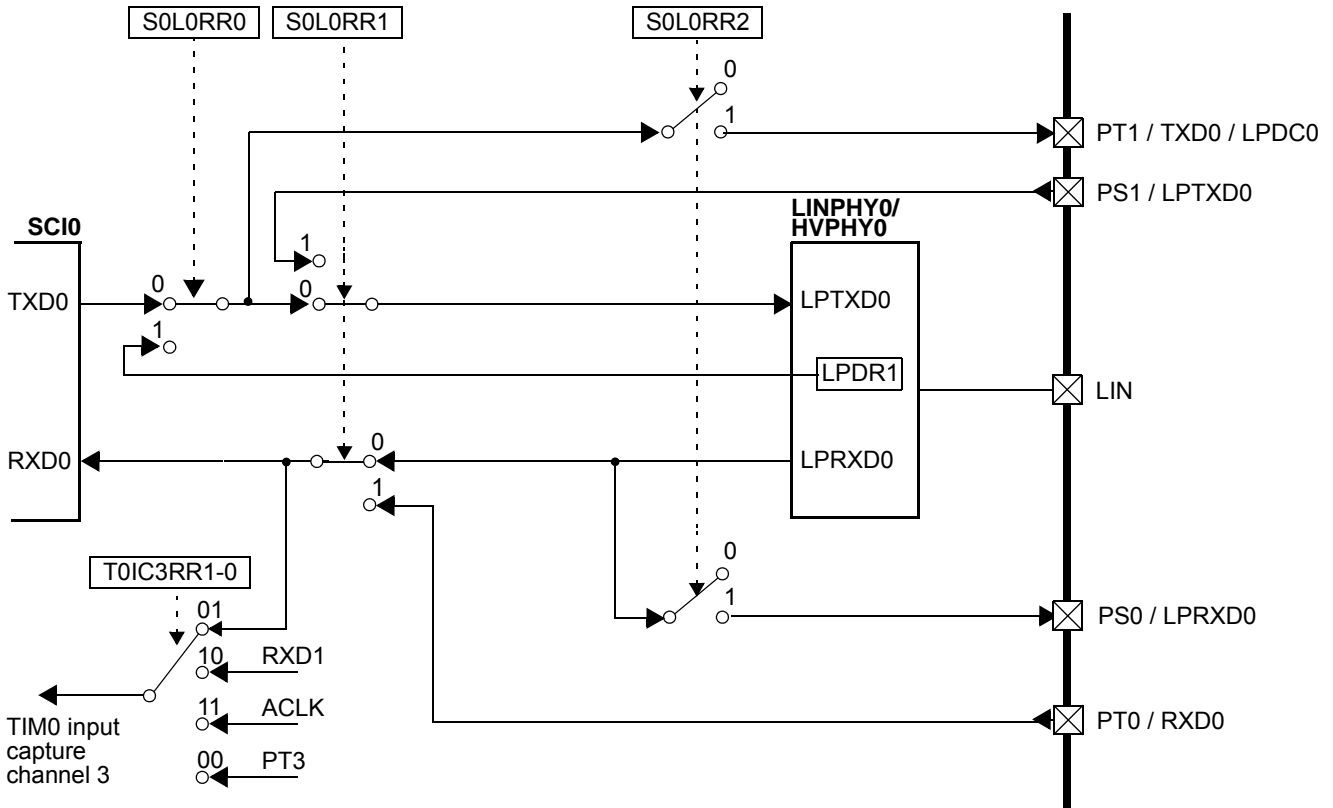 S0L0RR0
S0L0RR1
S0L0RR2
0
1
PT1 / TXD0 / LPDC0
PS1 / LPTXD0
LINPHY0/
HVPHY0
SCI0
1
TXD0
0
0
LPTXD0
1
LPDR1
LIN
RXD0
0
LPRXD0
1
T0IC3RR1-0
0
1
PS0 / LPRXD0
01
10
RXD1
11
ACLK
PT0 / RXD0
TIM0 input
capture
channel 3
00
PT3